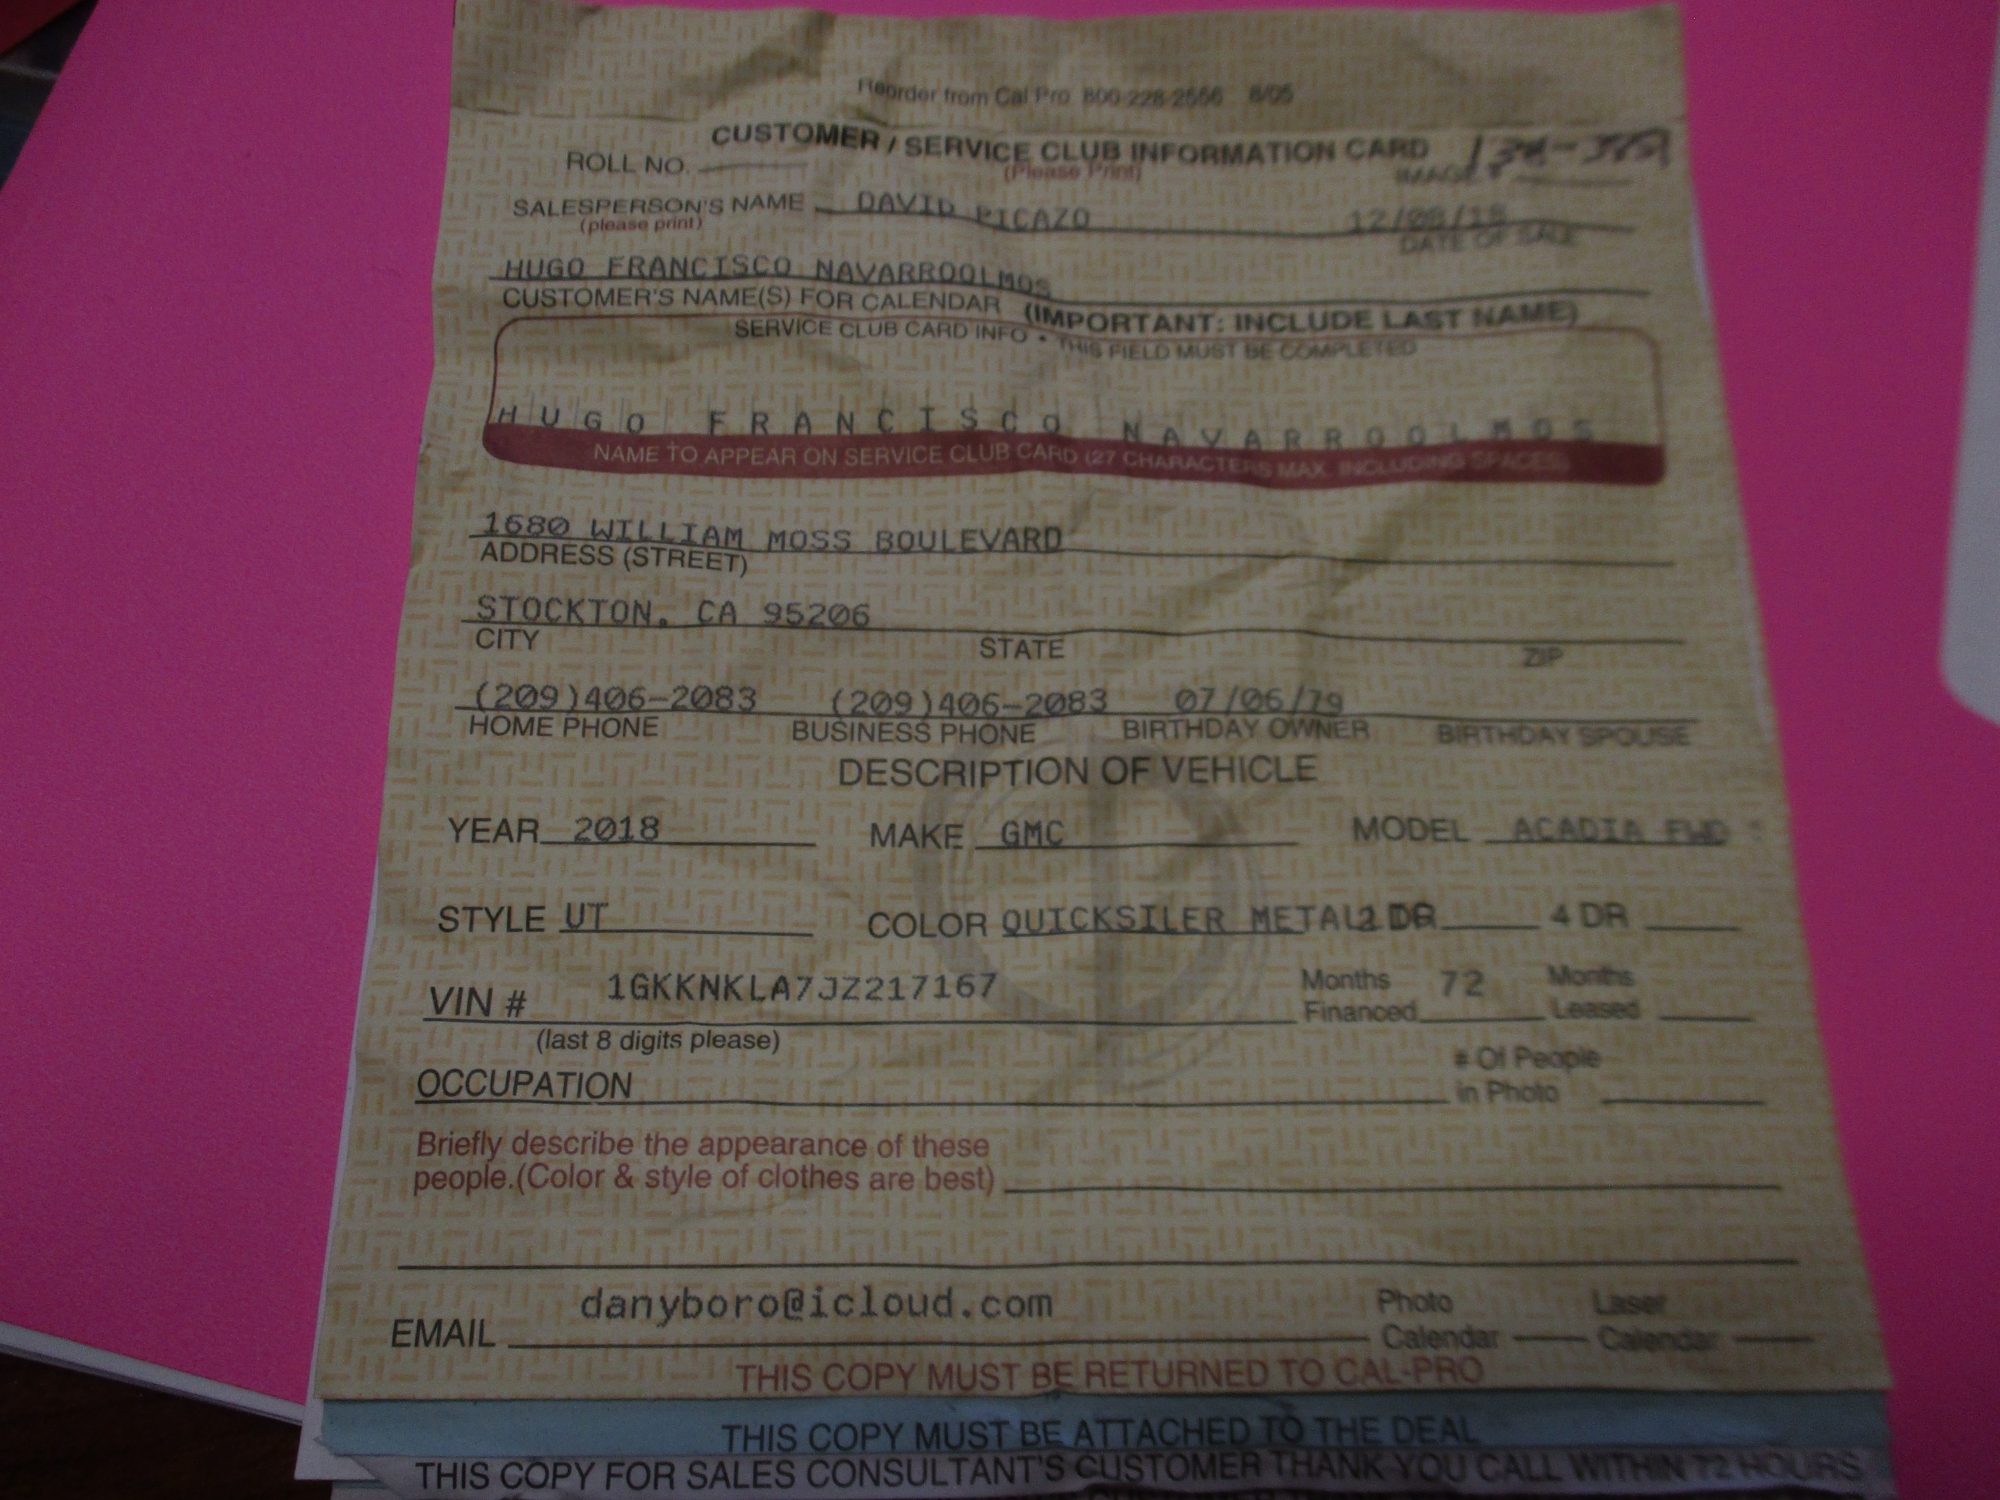 Reorder from Cal Pro 800-228-2556 8/05
CUSTOMER / SERVICE CLUB INFORMATION CARD
ROLL NO. (Please Print) IMAGE #
SALESPERSON'S NAME DAVID PICAZO 12/08/18
(please print) DATE OF SALE
HUGO FRANCISCO NAVARROOLMOS
CUSTOMER'S NAME(S) FOR CALENDAR (IMPORTANT: INCLUDE LAST NAME)
SERVICE CLUB CARD INFO • THIS FIELD MUST BE COMPLETED
HUGO FRANCISCO NAVARROOLMOS
NAME TO APPEAR ON SERVICE CLUB CARD (27 CHARACTERS MAX. INCLUDING SPACES)
1680 WILLIAM MOSS BOULEVARD
ADDRESS (STREET)
STOCKTON, CA 95206
CITY STATE ZIP
(209)406-2083 (209)406-2083 07/06/79
HOME PHONE BUSINESS PHONE BIRTHDAY OWNER BIRTHDAY SPOUSE
DESCRIPTION OF VEHICLE
YEAR 2018 MAKE GMC MODEL ACADIA FWD
STYLE UT COLOR QUICKSILER METAL 2 DR 4 DR
VIN # 1GKKNKLA7JZ217167 Months Financed 72 Months Leased
(last 8 digits please)
OCCUPATION # Of People in Photo
Briefly describe the appearance of these
people.(Color & style of clothes are best)
EMAIL danyboro@icloud.com Photo Calendar Laser Calendar
THIS COPY MUST BE RETURNED TO CAL-PRO
THIS COPY MUST BE ATTACHED TO THE DEAL
THIS COPY FOR SALES CONSULTANT'S CUSTOMER THANK-YOU CALL WITHIN 72 HOURS